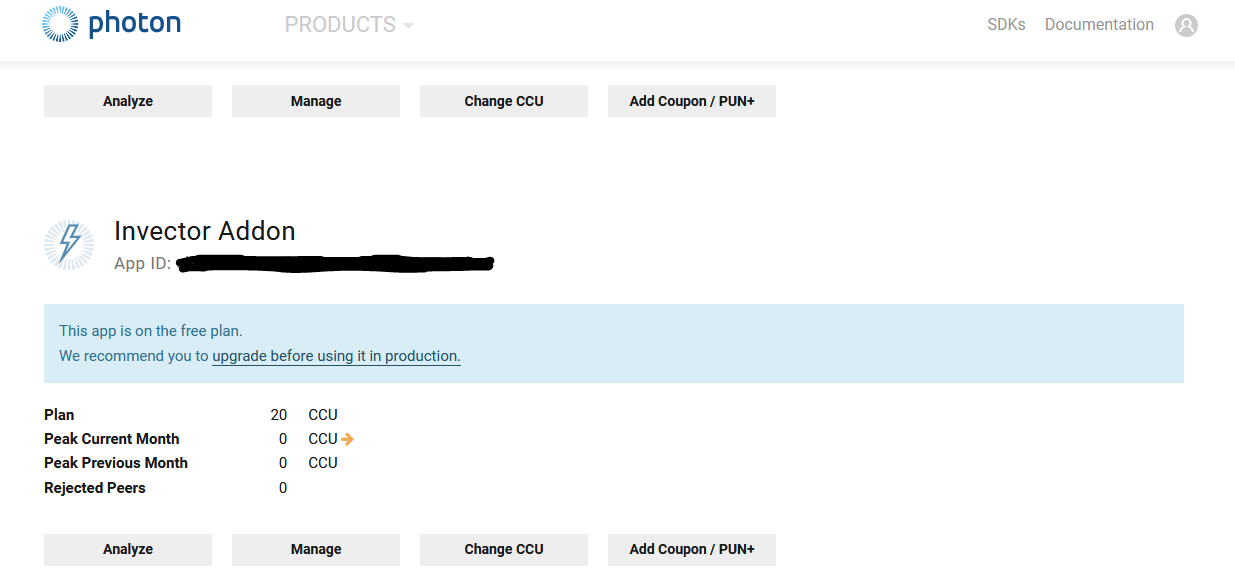 photon PRODUCTS SDKs Documentation
Analyze Manage Change CCU Add Coupon / PUN+
Invector Addon
App ID:
This app is on the free plan.
We recommend you to upgrade before using it in production.
Plan 20 CCU
Peak Current Month 0 CCU
Peak Previous Month 0 CCU
Rejected Peers 0
Analyze Manage Change CCU Add Coupon / PUN+